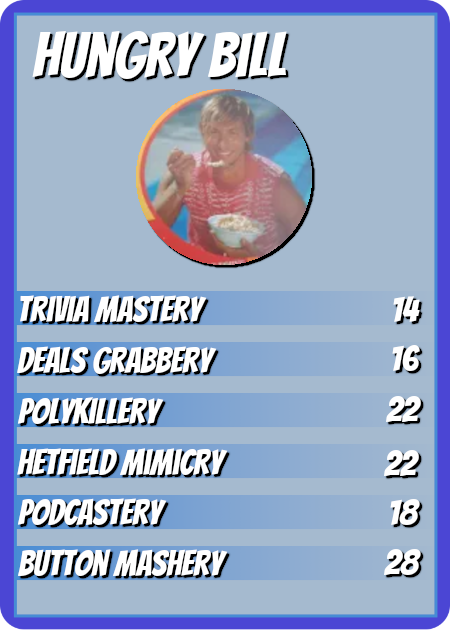 HUNGRY BILL
TRIVIA MASTERY 14
DEALS GRABBERY 16
POLYKILLERY 22
HETFIELD MIMICRY 22
PODCASTERY 18
BUTTON MASHERY 28